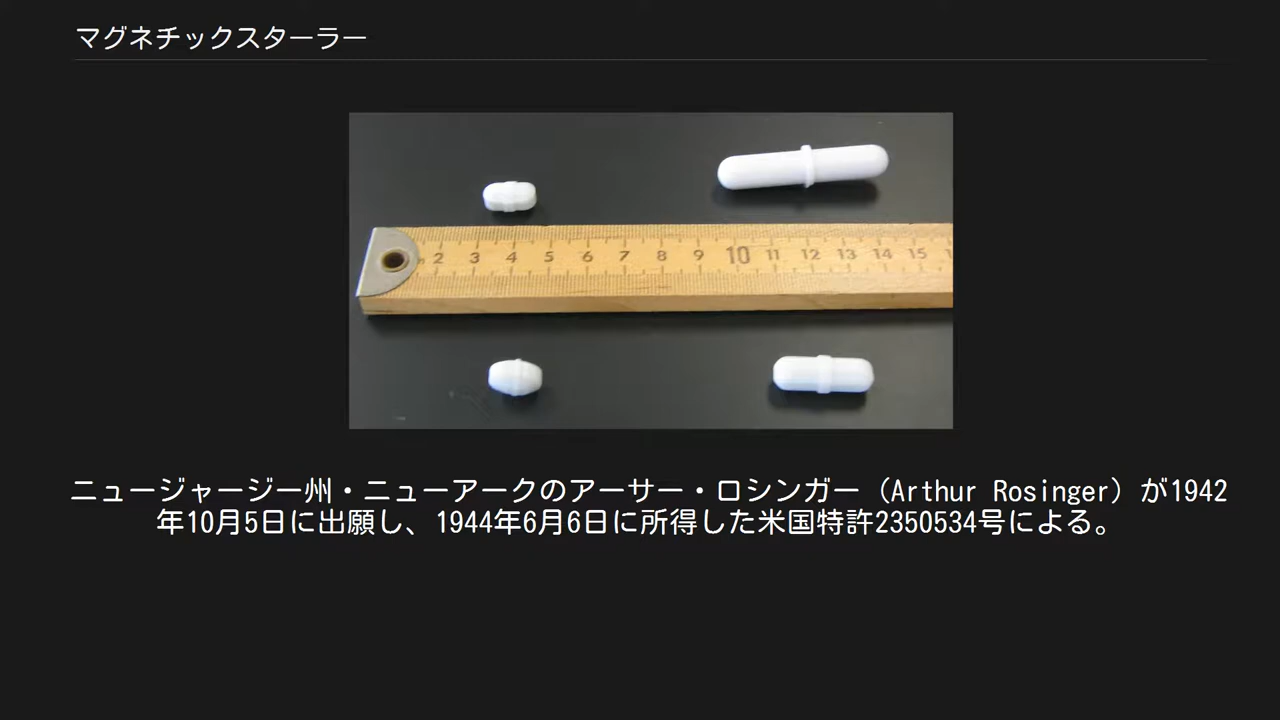 マグネチックスターラー
2 3 4 5 6 7 8 9 10 11 12 13 14 15
ニュージャージー州・ニューアークのアーサー・ロシンガー（Arthur Rosinger）が1942
年10月5日に出願し、1944年6月6日に所得した米国特許2350534号による。